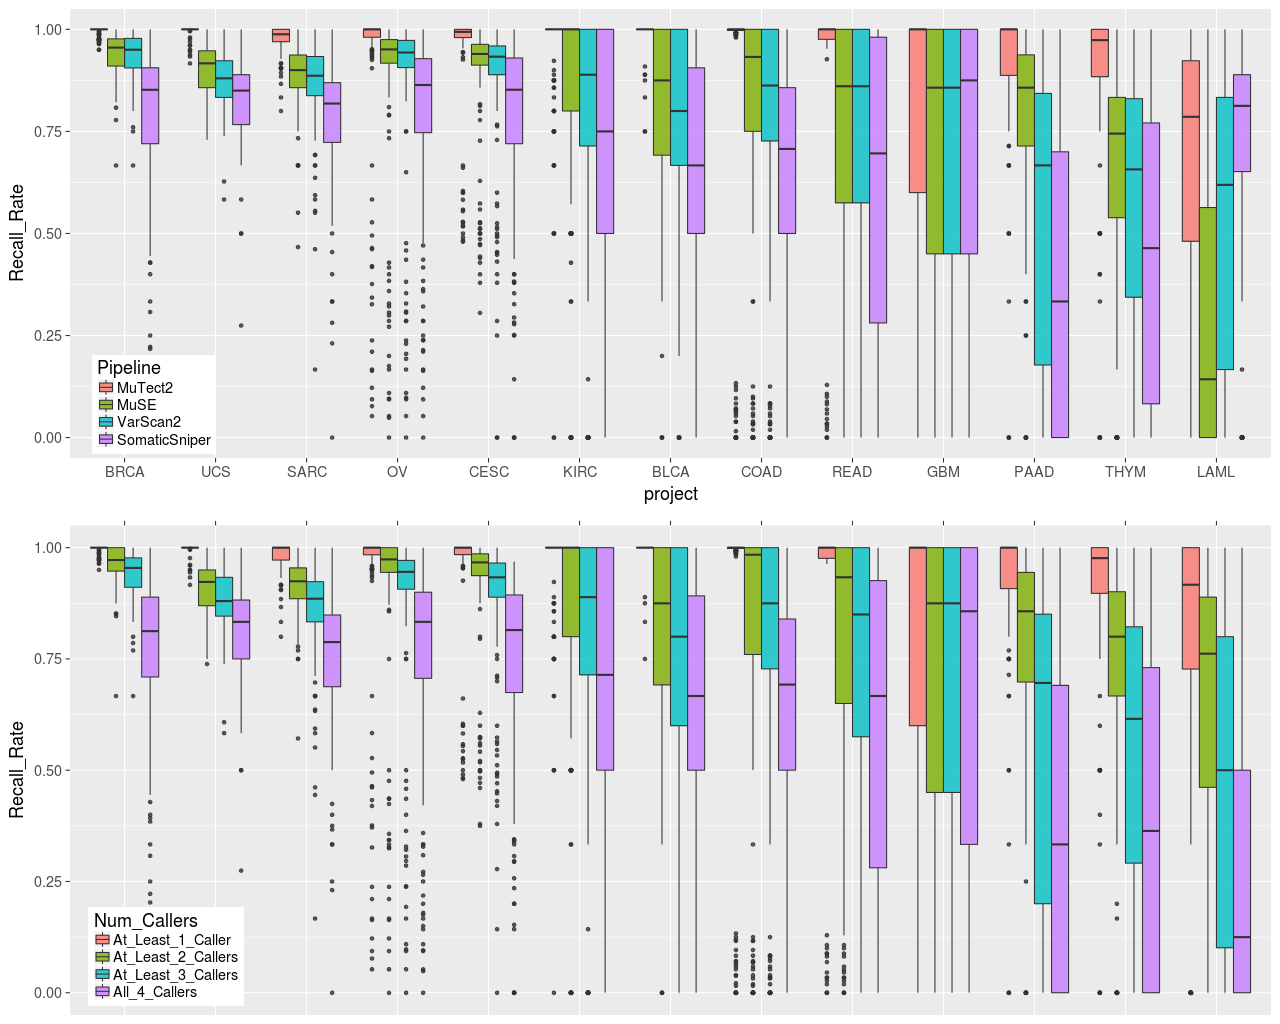 1.00
0.75
0.50
0.25
0.00
Recall_Rate
Pipeline
MuTect2
MuSE
VarScan2
SomaticSniper
BRCA UCS SARC OV CESC KIRC BLCA COAD READ GBM PAAD THYM LAML
project
1.00
0.75
0.50
0.25
0.00
Recall_Rate
Num_Callers
At_Least_1_Caller
At_Least_2_Callers
At_Least_3_Callers
All_4_Callers